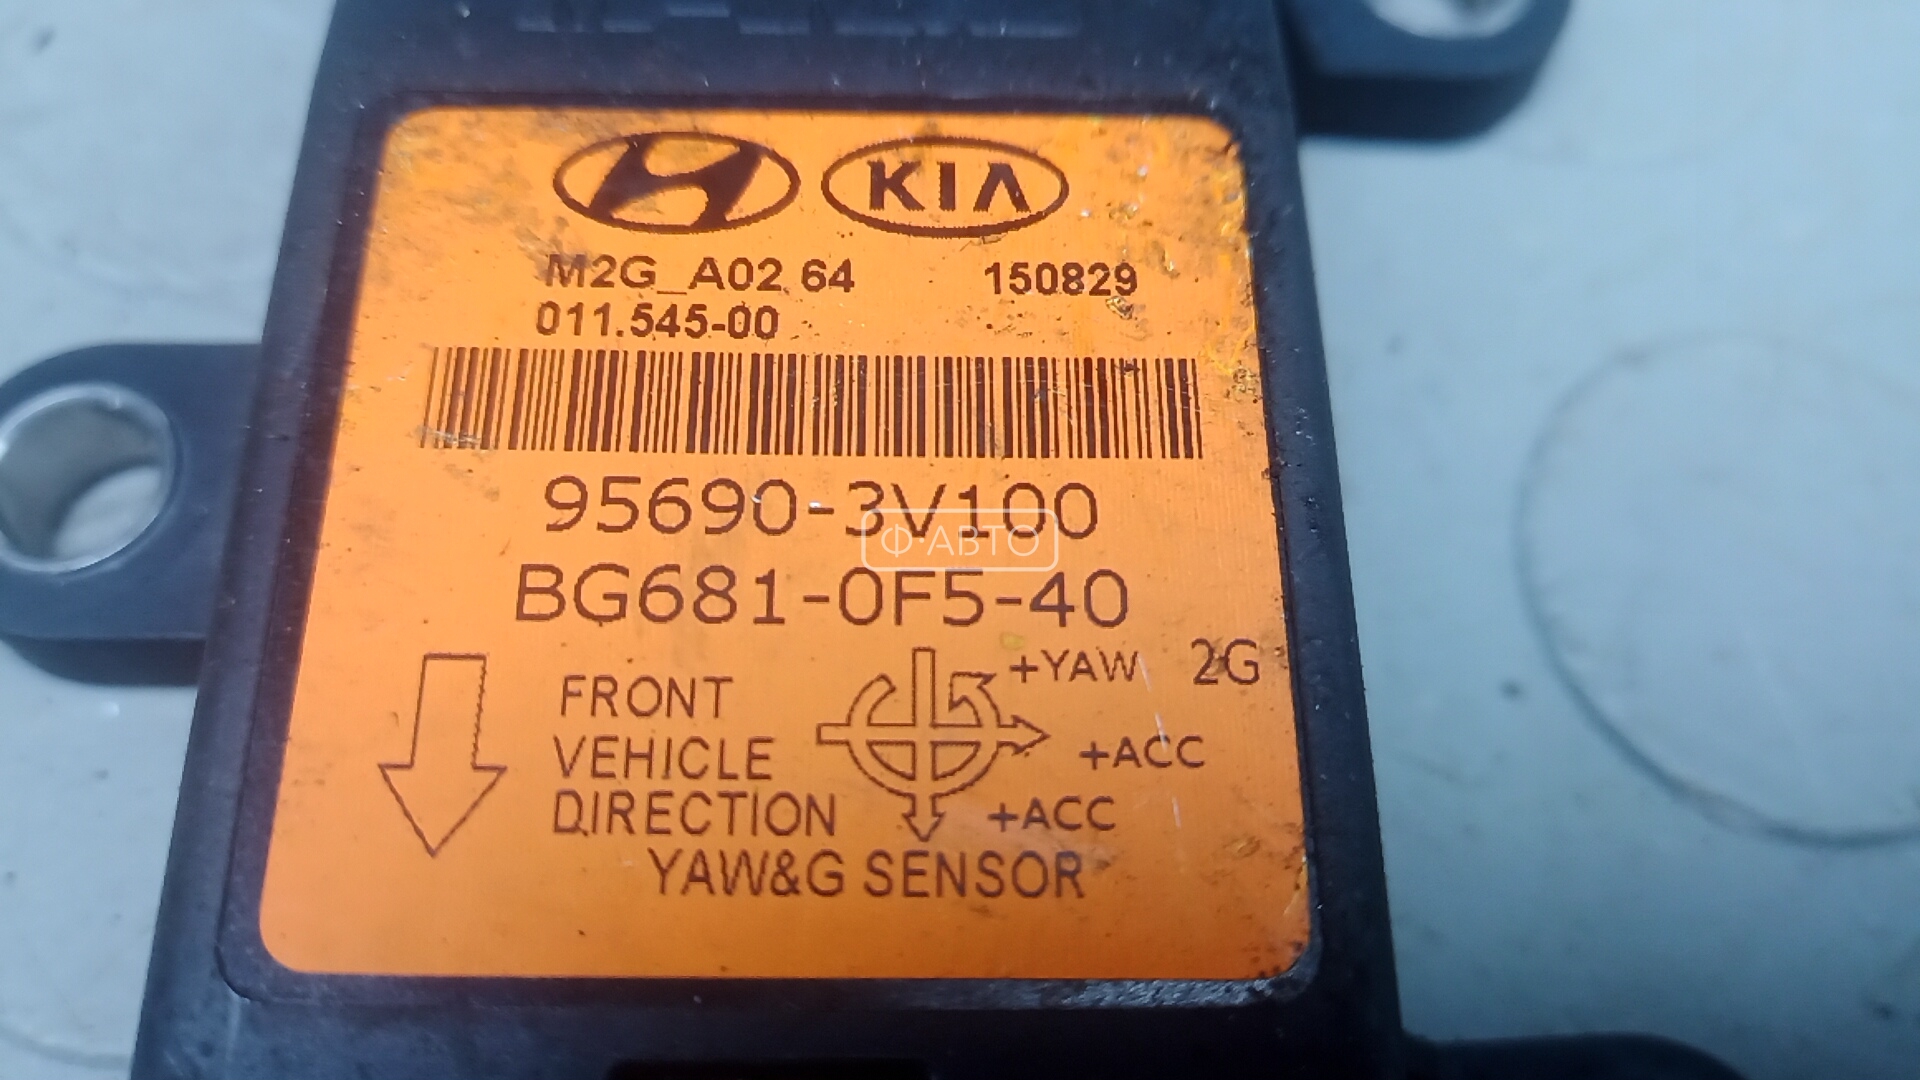 KIA
M2G_A02 64 150829
011.545-00
95690-3V100
Ф·АВТО
BG681-0F5-40
+YAW 2G
FRONT
VEHICLE +ACC
DIRECTION +ACC
YAW&G SENSOR